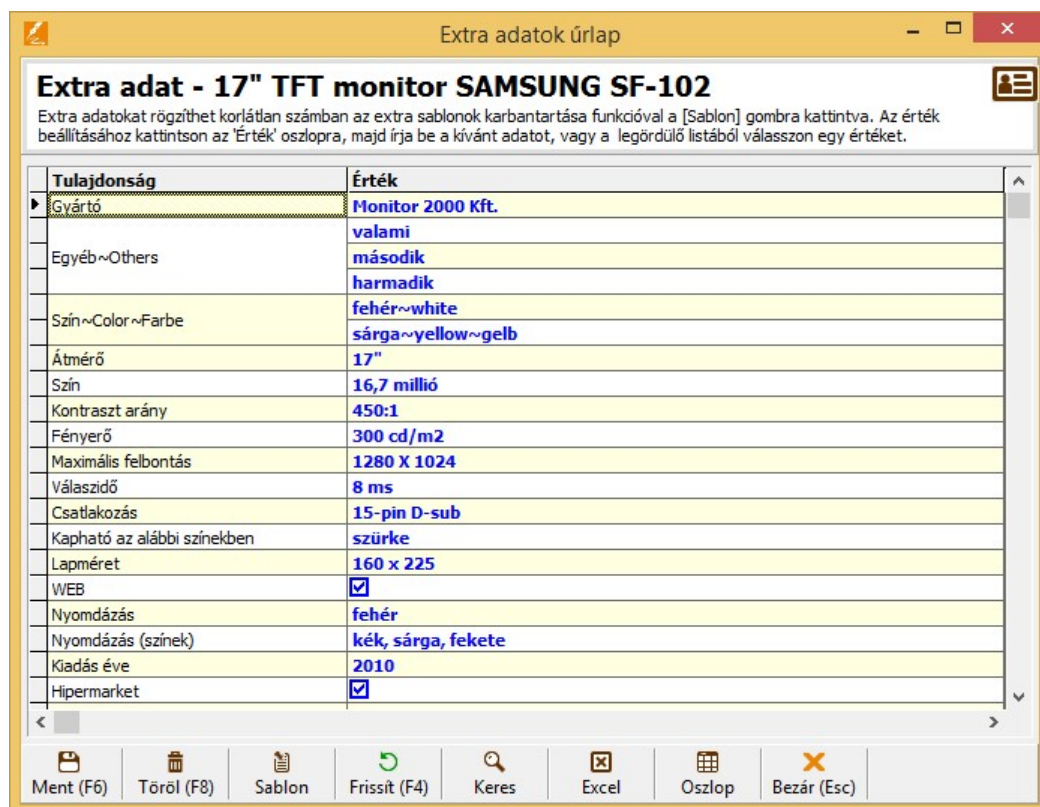 Extra adatok űrlap
Extra adat - 17" TFT monitor SAMSUNG SF-102
Extra adatokat rögzíthet korlátlan számban az extra sablonok karbantartása funkcióval a [Sablon] gombra kattintva. Az érték
beállításához kattintson az 'Érték' oszlopra, majd írja be a kívánt adatot, vagy a legördülő listából válasszon egy értéket.
Tulajdonság Érték
Gyártó Monitor 2000 Kft.
valami
Egyéb~Others második
harmadik
fehér~white
Szín~Color~Farbe
sárga~yellow~gelb
Átmérő 17"
Szín 16,7 millió
Kontraszt arány 450:1
Fényerő 300 cd/m2
Maximális felbontás 1280 X 1024
Válaszidő 8 ms
Csatlakozás 15-pin D-sub
Kapható az alábbi színekben szürke
Lapméret 160 x 225
WEB
Nyomdázás fehér
Nyomdázás (színek) kék, sárga, fekete
Kiadás éve 2010
Hipermarket
Ment (F6) Töröl (F8) Sablon Frissít (F4) Keres Excel Oszlop Bezár (Esc)